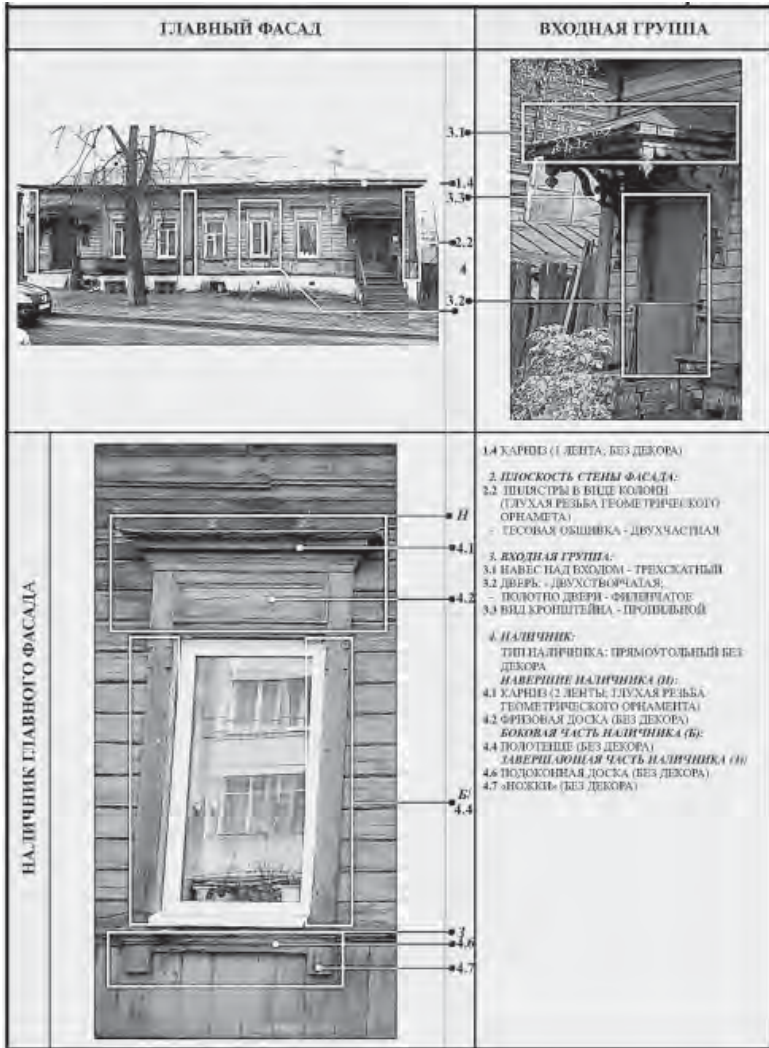 ГЛАВНЫЙ ФАСАД
ВХОДНАЯ ГРУППА
3.1
1.4
3.3
2.2
4
3.2
НАЛИЧНИК ГЛАВНОГО ФАСАДА
Н
4.1
4.2
Б/
4.4
З
4.6
4.7
1.4 КАРНИЗ (1 ЛЕНТА; БЕЗ ДЕКОРА)
2. ПЛОСКОСТЬ СТЕНЫ ФАСАДА:
2.2 ПИЛЯСТРЫ В ВИДЕ КОЛОНН
(ГЛУХАЯ РЕЗЬБА ГЕОМЕТРИЧЕСКОГО
ОРНАМЕТА)
- ТЕСОВАЯ ОБШИВКА - ДВУХЧАСТНАЯ
3. ВХОДНАЯ ГРУППА:
3.1 НАВЕС НАД ВХОДОМ - ТРЕХСКАТНЫЙ
3.2 ДВЕРЬ: - ДВУХСТВОРЧАТАЯ;
- ПОЛОТНО ДВЕРИ - ФИЛЕНЧАТОЕ
3.3 ВИД КРОНШТЕЙНА - ПРОПИЛЬНОЙ
4. НАЛИЧНИК:
ТИП НАЛИЧНИКА: ПРЯМОУГОЛЬНЫЙ БЕЗ
ДЕКОРА
НАВЕРШИЕ НАЛИЧНИКА (Н):
4.1 КАРНИЗ (2 ЛЕНТЫ; ГЛУХАЯ РЕЗЬБА
ГЕОМЕТРИЧЕСКОГО ОРНАМЕНТА)
4.2 ФРИЗОВАЯ ДОСКА (БЕЗ ДЕКОРА)
БОКОВАЯ ЧАСТЬ НАЛИЧНИКА (Б):
4.4 ПОЛОТЕНЦЕ (БЕЗ ДЕКОРА)
ЗАВЕРШАЮЩАЯ ЧАСТЬ НАЛИЧНИКА (З)
4.6 ПОДОКОННАЯ ДОСКА (БЕЗ ДЕКОРА)
4.7 «НОЖКИ» (БЕЗ ДЕКОРА)